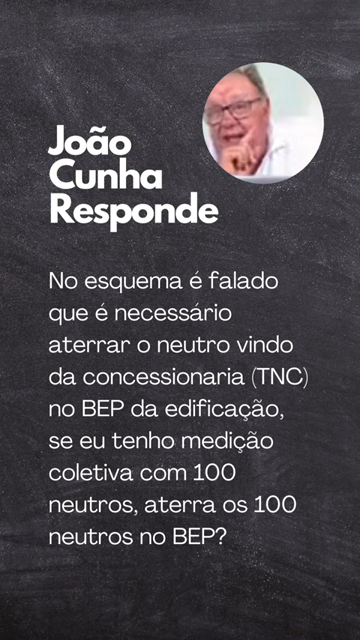 João
Cunha
Responde
No esquema é falado
que é necessário
aterrar o neutro vindo
da concessionaria (TNC)
no BEP da edificação,
se eu tenho medição
coletiva com 100
neutros, aterra os 100
neutros no BEP?